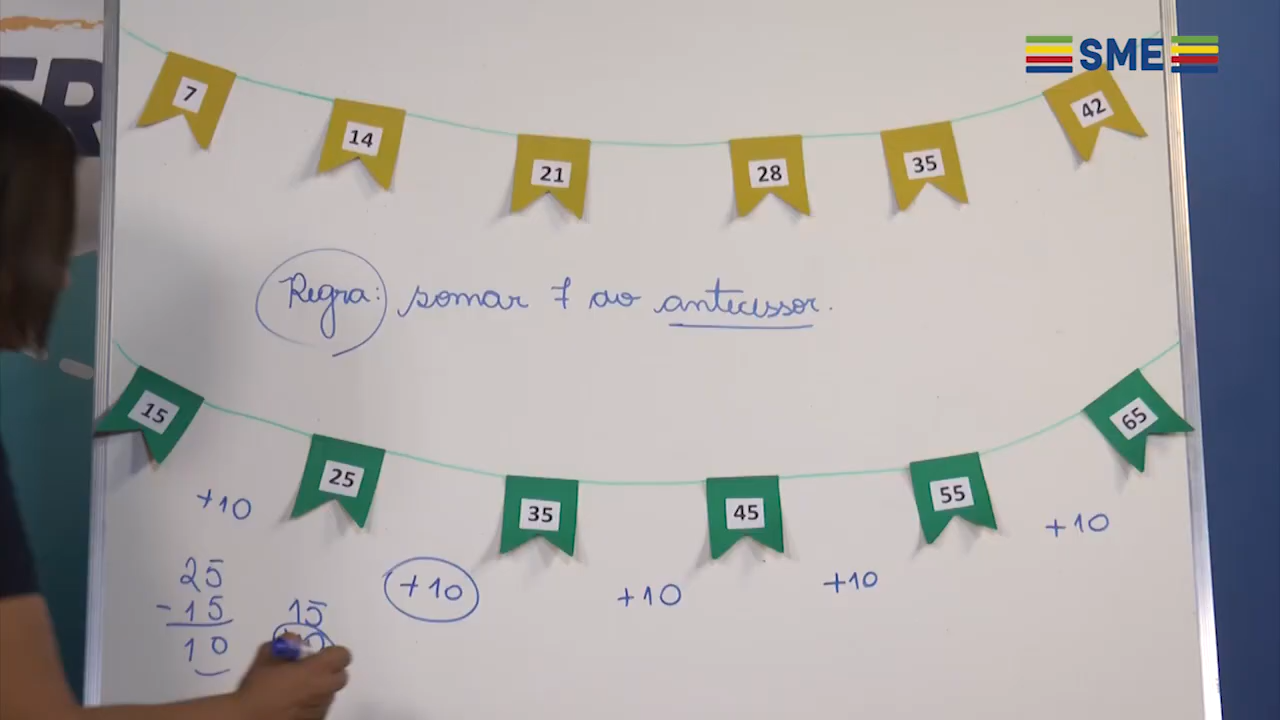 SME
7 14 21 28 35 42
Regra: somar 7 ao antecessor.
15 25 35 45 55 65
+10 +10 +10 +10 +10
25
- 15
10
15